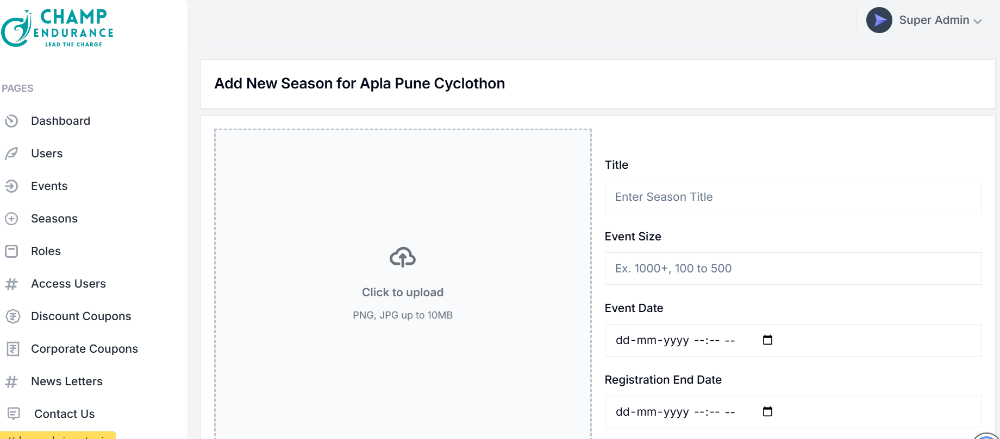 CHAMP
ENDURANCE
LEAD THE CHARGE
Super Admin
PAGES
Dashboard
Users
Events
Seasons
Roles
Access Users
Discount Coupons
Corporate Coupons
News Letters
Contact Us
Add New Season for Apla Pune Cyclothon
Click to upload
PNG, JPG up to 10MB
Title
Enter Season Title
Event Size
Ex. 1000+, 100 to 500
Event Date
dd-mm-yyyy --:-- --
Registration End Date
dd-mm-yyyy --:-- --